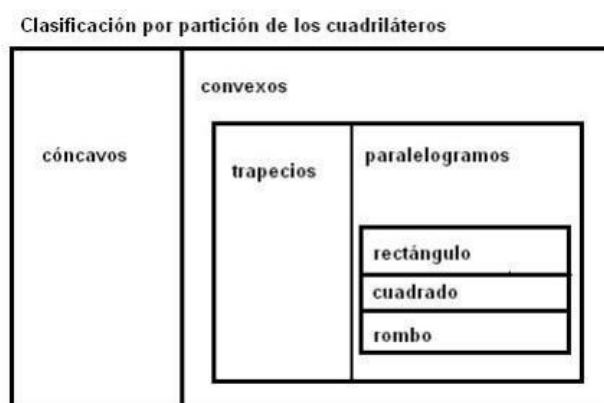 Clasificación por partición de los cuadriláteros
convexos
cóncavos
trapecios
paralelogramos
rectángulo
cuadrado
rombo